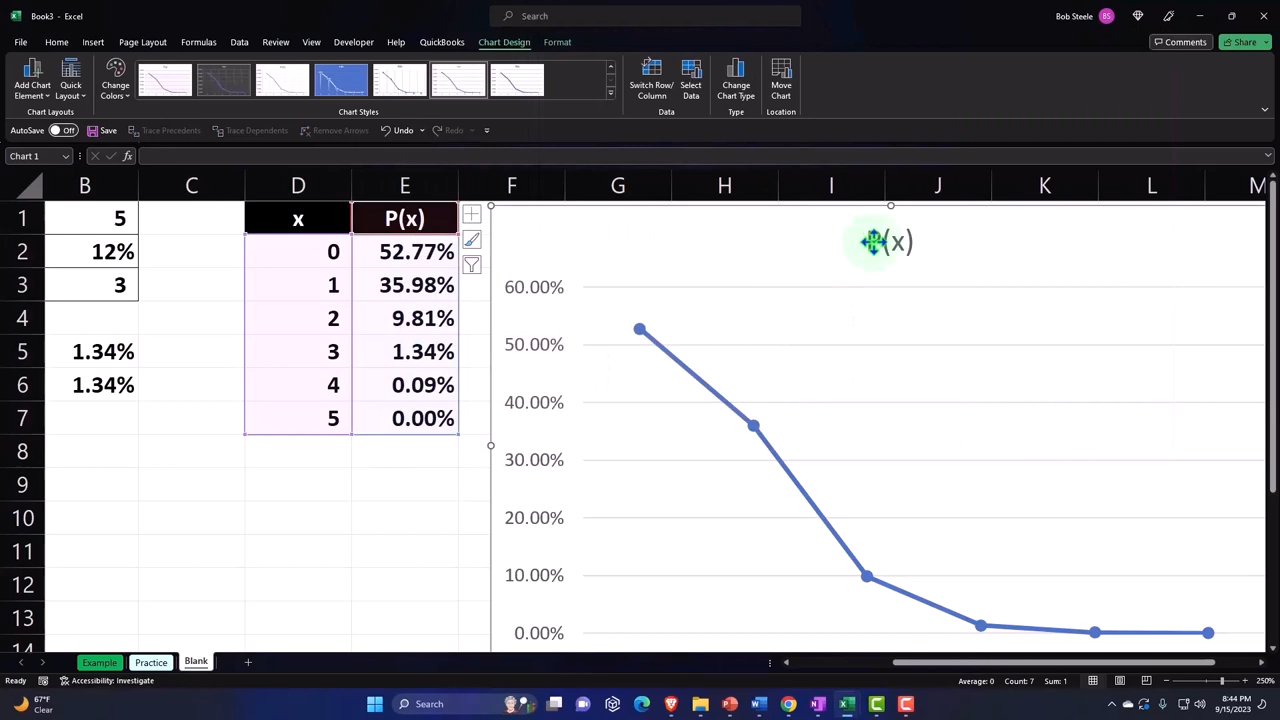 Book3 - Excel
Search
Bob Steele
BS
File Home Insert Page Layout Formulas Data Review View Developer Help QuickBooks Chart Design Format
Comments
Share
Add Chart Element
Quick Layout
Change Colors
Switch Row/Column
Select Data
Change Chart Type
Move Chart
Chart Layouts
Chart Styles
Data
Type
Location
AutoSave Off Save Trace Precedents Trace Dependents Remove Arrows Undo Redo
Chart 1
fx
B C D E F G H I J K L M
1 5 x P(x)
2 12% 0 52.77%
3 3 1 35.98%
4 2 9.81%
5 1.34% 3 1.34%
6 1.34% 4 0.09%
7 5 0.00%
8
9
10
11
12
13
14
(x)
60.00%
50.00%
40.00%
30.00%
20.00%
10.00%
0.00%
Example Practice Blank
Ready
Accessibility: Investigate
Average: 0 Count: 7 Sum: 1
250%
67°F
Clear
Search
8:44 PM
9/15/2023